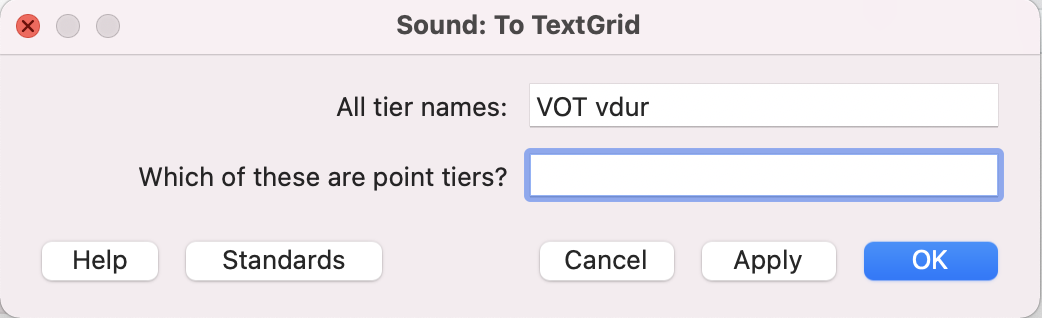 Sound: To TextGrid
All tier names: VOT vdur
Which of these are point tiers?
Help Standards Cancel Apply OK